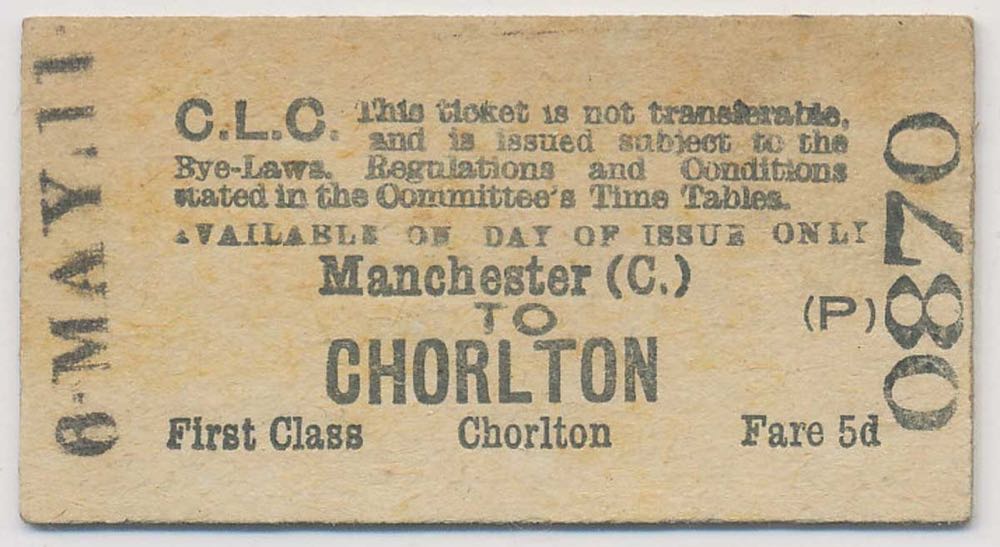 6-MAY.11
C.L.C. This ticket is not transferable,
and is issued subject to the
Bye-Laws. Regulations and Conditions
stated in the Committee's Time Tables.
AVAILABLE ON DAY OF ISSUE ONLY
Manchester (C.)
TO
(P)
CHORLTON
First Class Chorlton Fare 5d
0870